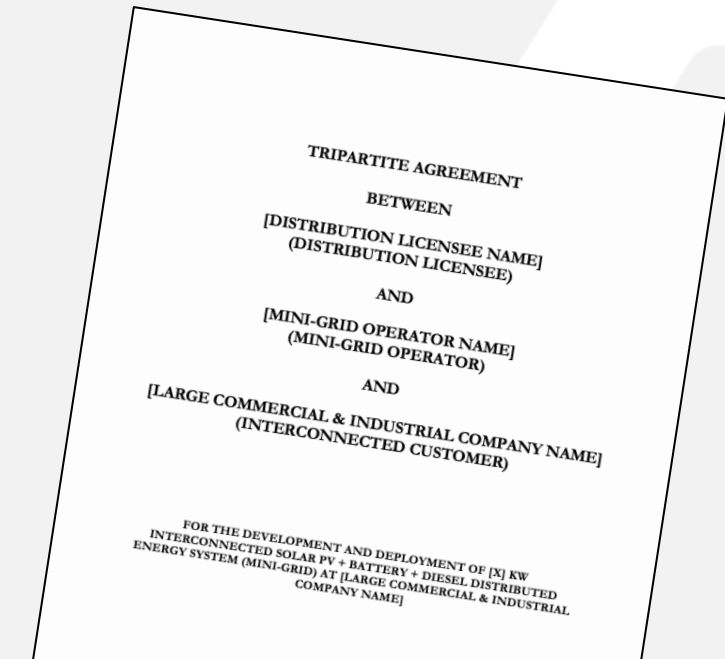 TRIPARTITE AGREEMENT
BETWEEN
[DISTRIBUTION LICENSEE NAME]
(DISTRIBUTION LICENSEE)
AND
[MINI-GRID OPERATOR NAME]
(MINI-GRID OPERATOR)
AND
[LARGE COMMERCIAL & INDUSTRIAL COMPANY NAME]
(INTERCONNECTED CUSTOMER)
FOR THE DEVELOPMENT AND DEPLOYMENT OF [X] KW
INTERCONNECTED SOLAR PV + BATTERY + DIESEL DISTRIBUTED
ENERGY SYSTEM (MINI-GRID) AT [LARGE COMMERCIAL & INDUSTRIAL
COMPANY NAME]